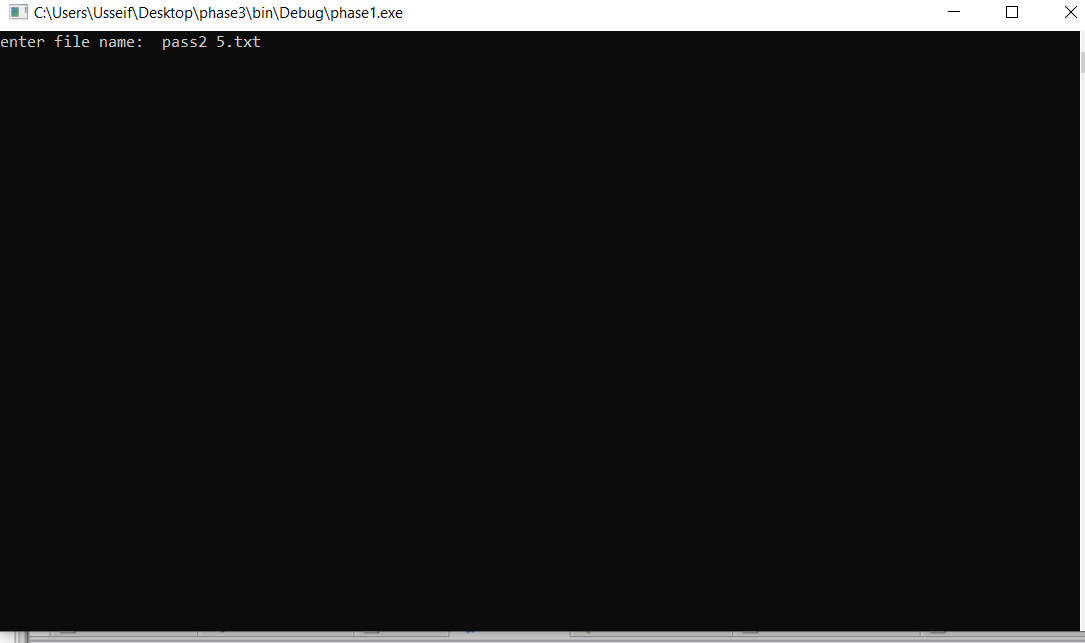 C:\Users\Usseif\Desktop\phase3\bin\Debug\phase1.exe
enter file name:  pass2 5.txt